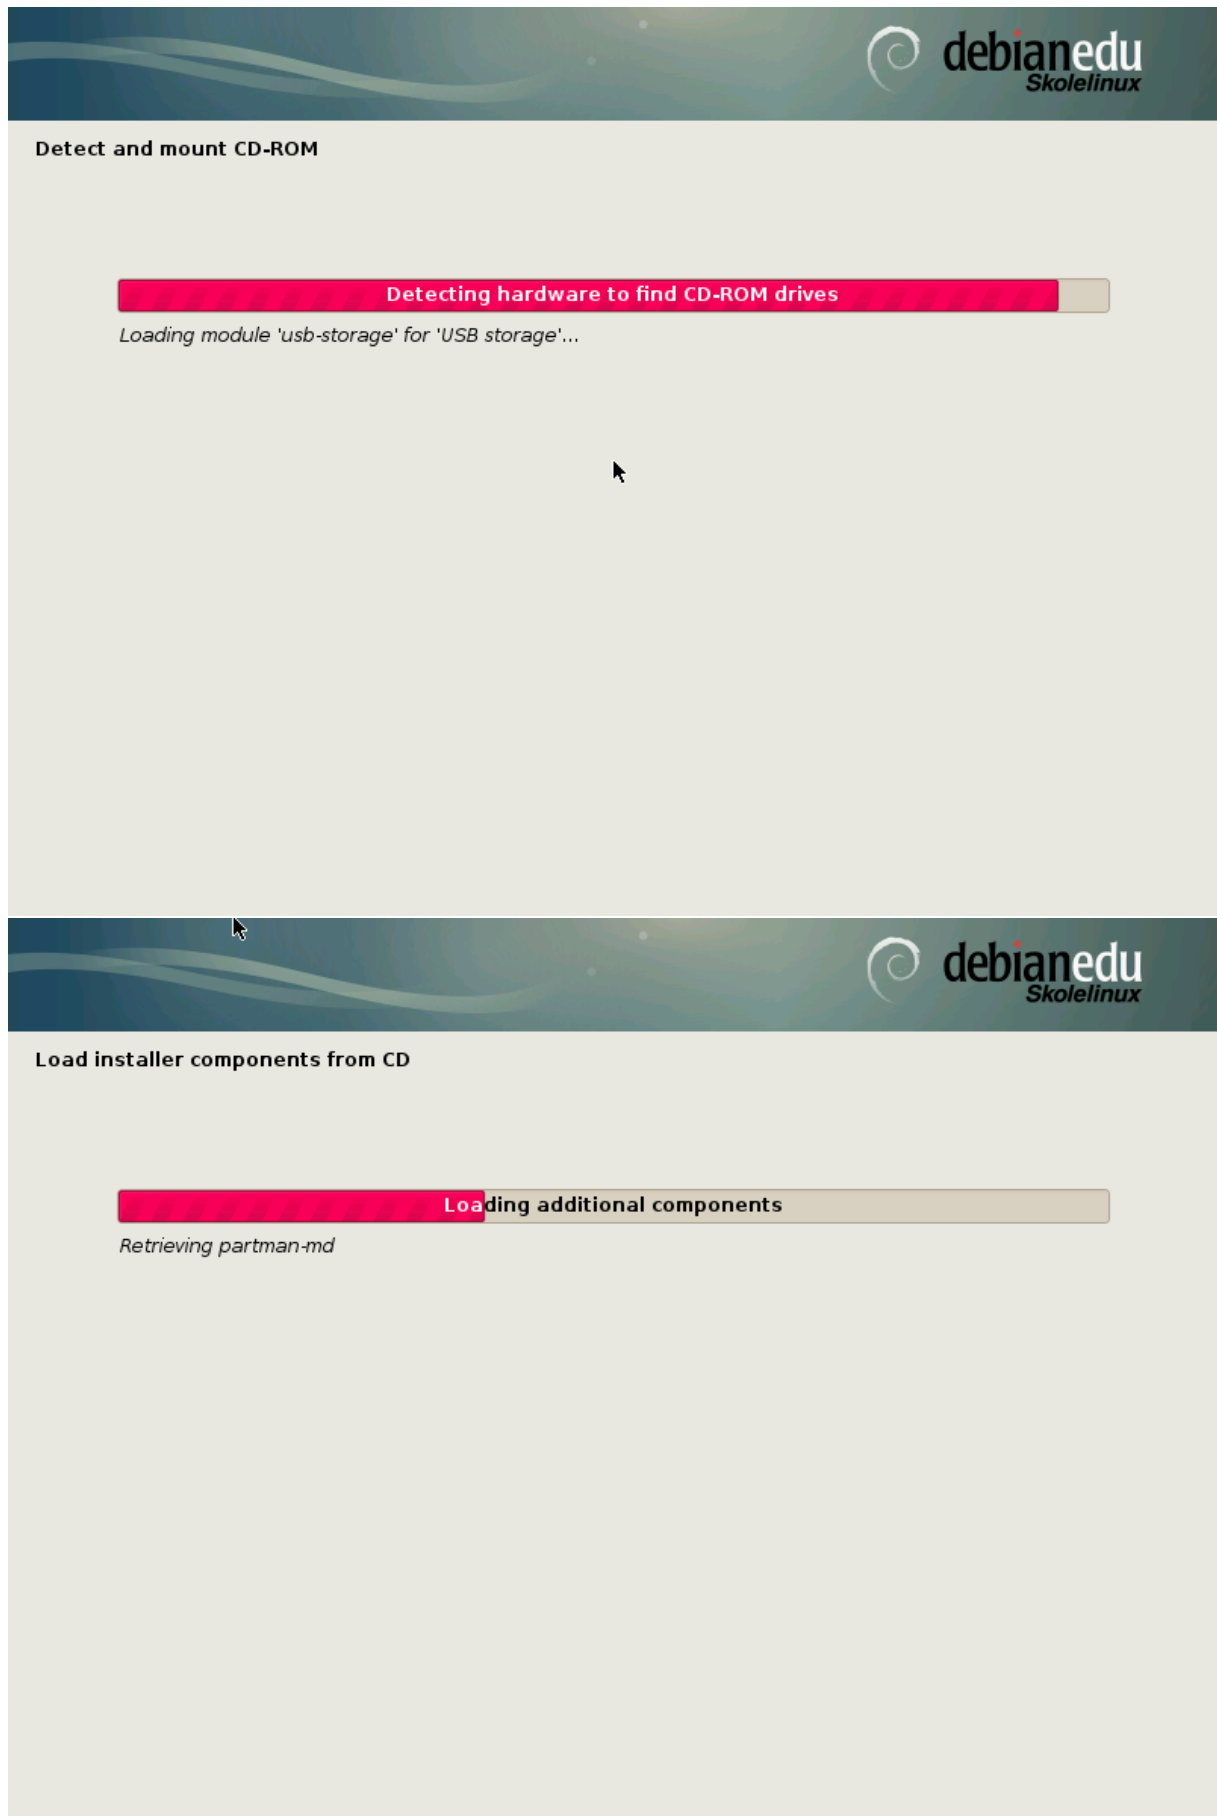 debianedu
Skolelinux
Detect and mount CD-ROM
Detecting hardware to find CD-ROM drives
Loading module 'usb-storage' for 'USB storage'...
debianedu
Skolelinux
Load installer components from CD
Loading additional components
Retrieving partman-md